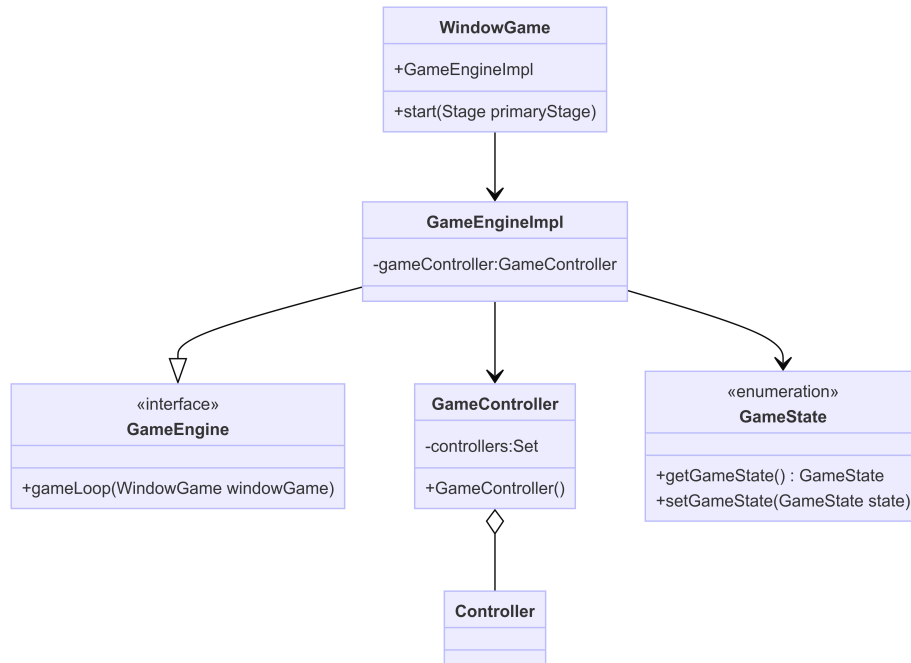 WindowGame
+GameEngineImpl
+start(Stage primaryStage)
GameEngineImpl
-gameController:GameController
«interface»
GameEngine
+gameLoop(WindowGame windowGame)
GameController
-controllers:Set
+GameController()
«enumeration»
GameState
+getGameState() : GameState
+setGameState(GameState state)
Controller